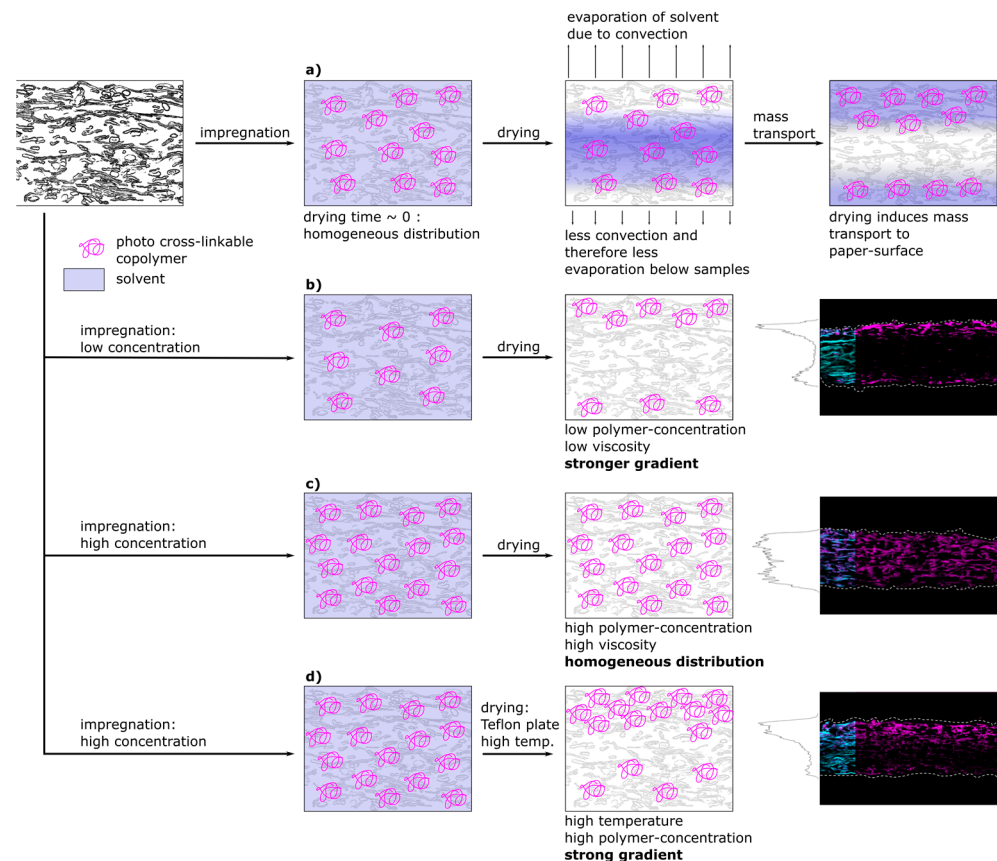 evaporation of solvent
due to convection
a)
impregnation
drying
mass
transport
drying time ~ 0 :
homogeneous distribution
less convection and
therefore less
evaporation below samples
drying induces mass
transport to
paper-surface
photo cross-linkable
copolymer
solvent
b)
impregnation:
low concentration
drying
low polymer-concentration
low viscosity
stronger gradient
c)
impregnation:
high concentration
drying
high polymer-concentration
high viscosity
homogeneous distribution
d)
impregnation:
high concentration
drying:
Teflon plate
high temp.
high temperature
high polymer-concentration
strong gradient